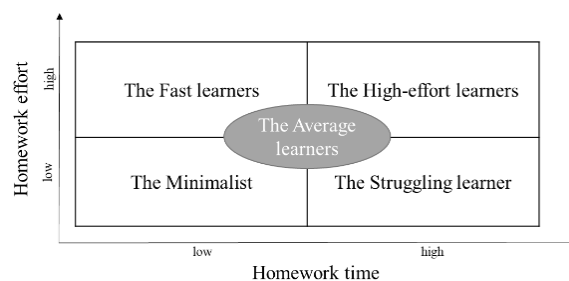 Homework effort
high
low
The Fast learners
The High-effort learners
The Average
learners
The Minimalist
The Struggling learner
low
high
Homework time